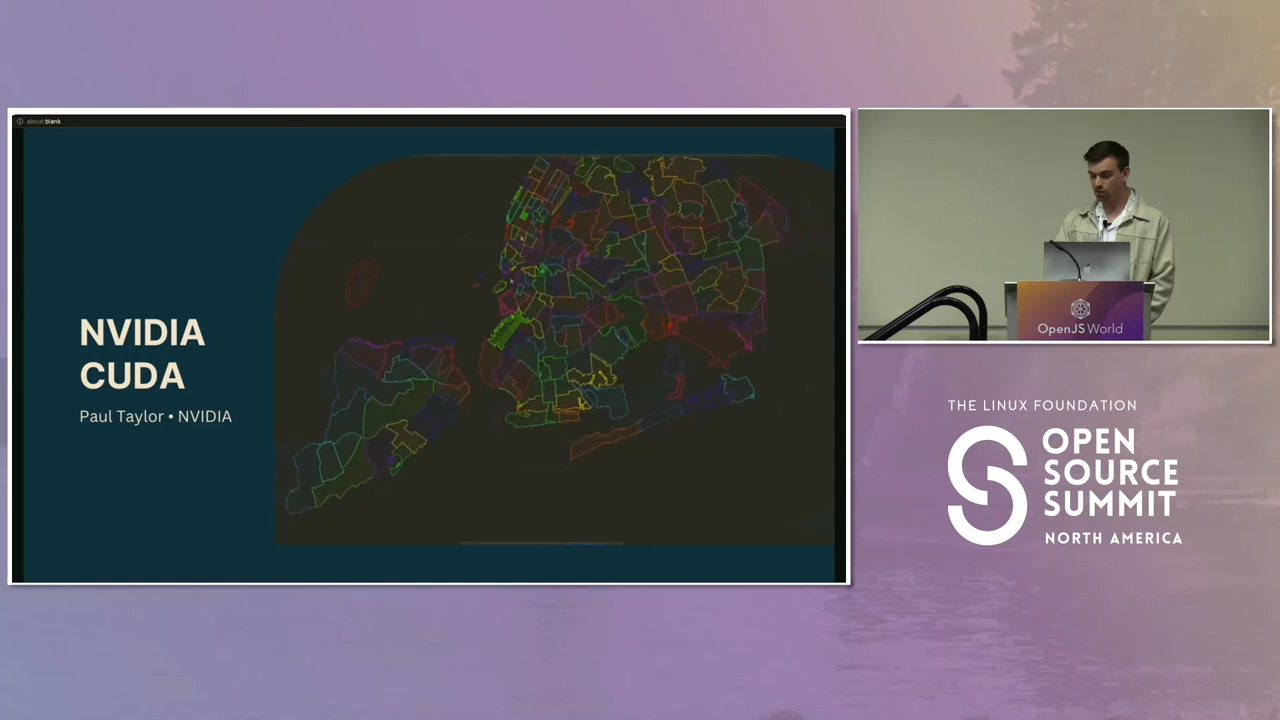 about:blank
NVIDIA
CUDA
Paul Taylor • NVIDIA
OpenJS World
THE LINUX FOUNDATION
OPEN
SOURCE
SUMMIT
NORTH AMERICA